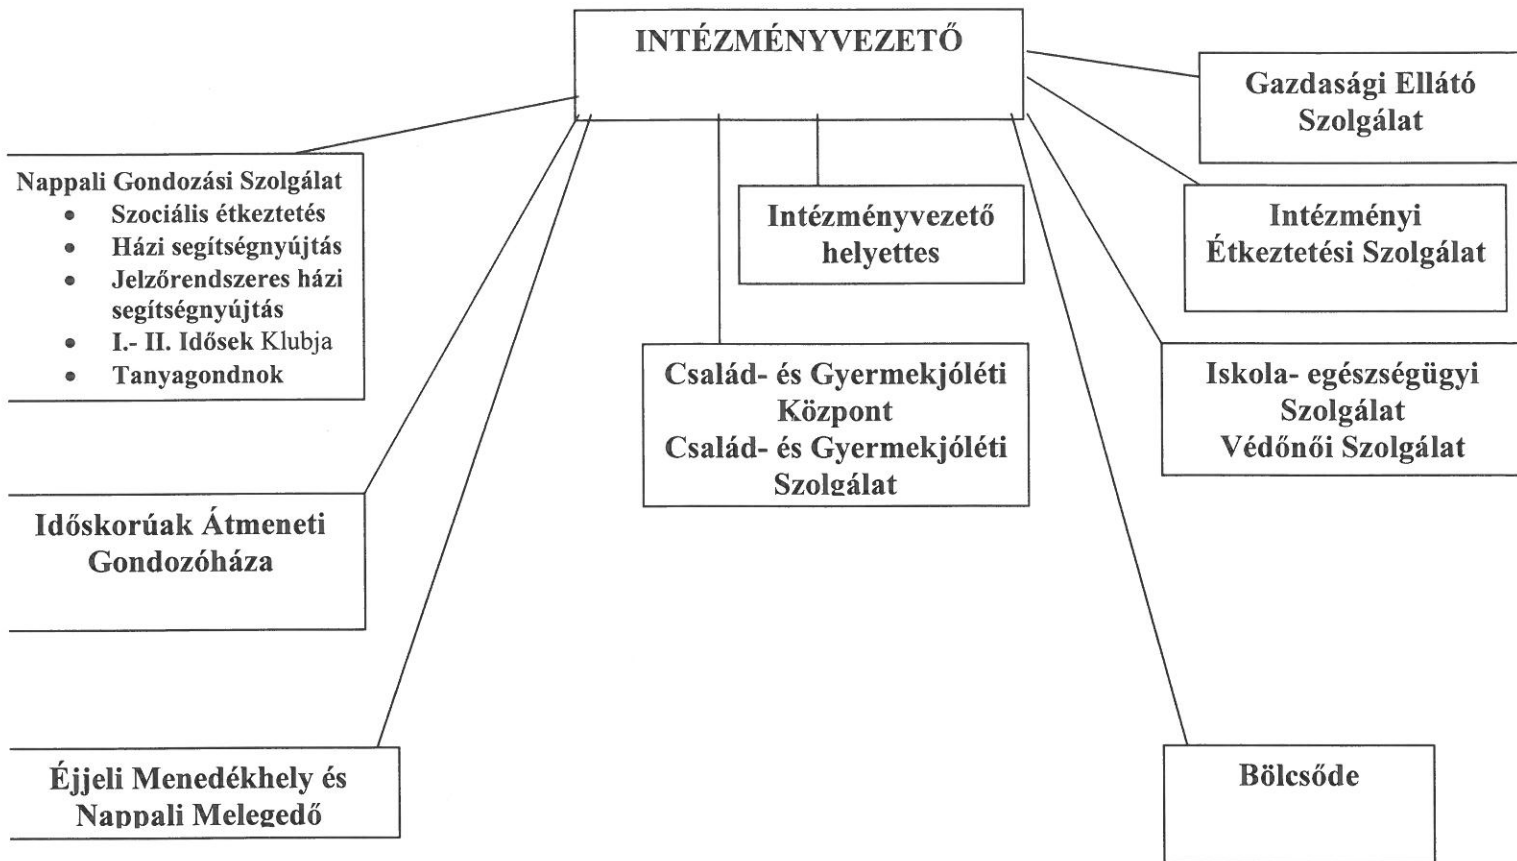 INTÉZMÉNYVEZETŐ
Gazdasági Ellátó
Szolgálat
Nappali Gondozási Szolgálat
• Szociális étkeztetés
• Házi segítségnyújtás
• Jelzőrendszeres házi
segítségnyújtás
• I.- II. Idősek Klubja
• Tanyagondnok
Intézményvezető
helyettes
Intézményi
Étkeztetési Szolgálat
Család- és Gyermekjóléti
Központ
Család- és Gyermekjóléti
Szolgálat
Iskola- egészségügyi
Szolgálat
Védőnői Szolgálat
Időskorúak Átmeneti
Gondozóháza
Éjjeli Menedékhely és
Nappali Melegedő
Bölcsőde